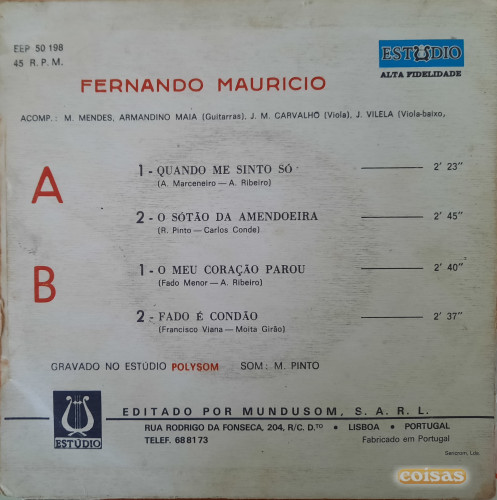 EEP 50 198
45 R. P. M.
ESTÚDIO
ALTA FIDELIDADE
FERNANDO MAURICIO
ACOMP.: M. MENDES, ARMANDINO MAIA (Guitarras), J. M. CARVALHO (Viola), J. VILELA (Viola-baixo,
A
1 - QUANDO ME SINTO SÓ 2' 23"
(A. Marceneiro — A. Ribeiro)
2 - O SÓTÃO DA AMENDOEIRA 2' 45"
(R. Pinto — Carlos Conde)
B
1 - O MEU CORAÇÃO PAROU 2' 40"
(Fado Menor — A. Ribeiro)
2 - FADO É CONDÃO 2' 37"
(Francisco Viana — Moita Girão)
GRAVADO NO ESTÚDIO POLYSOM SOM: M. PINTO
ESTÚDIO
EDITADO POR MUNDUSOM, S. A. R. L.
RUA RODRIGO DA FONSECA, 204, R/C. D.TO • LISBOA • PORTUGAL
TELEF. 688173 Fabricado em Portugal
coisas